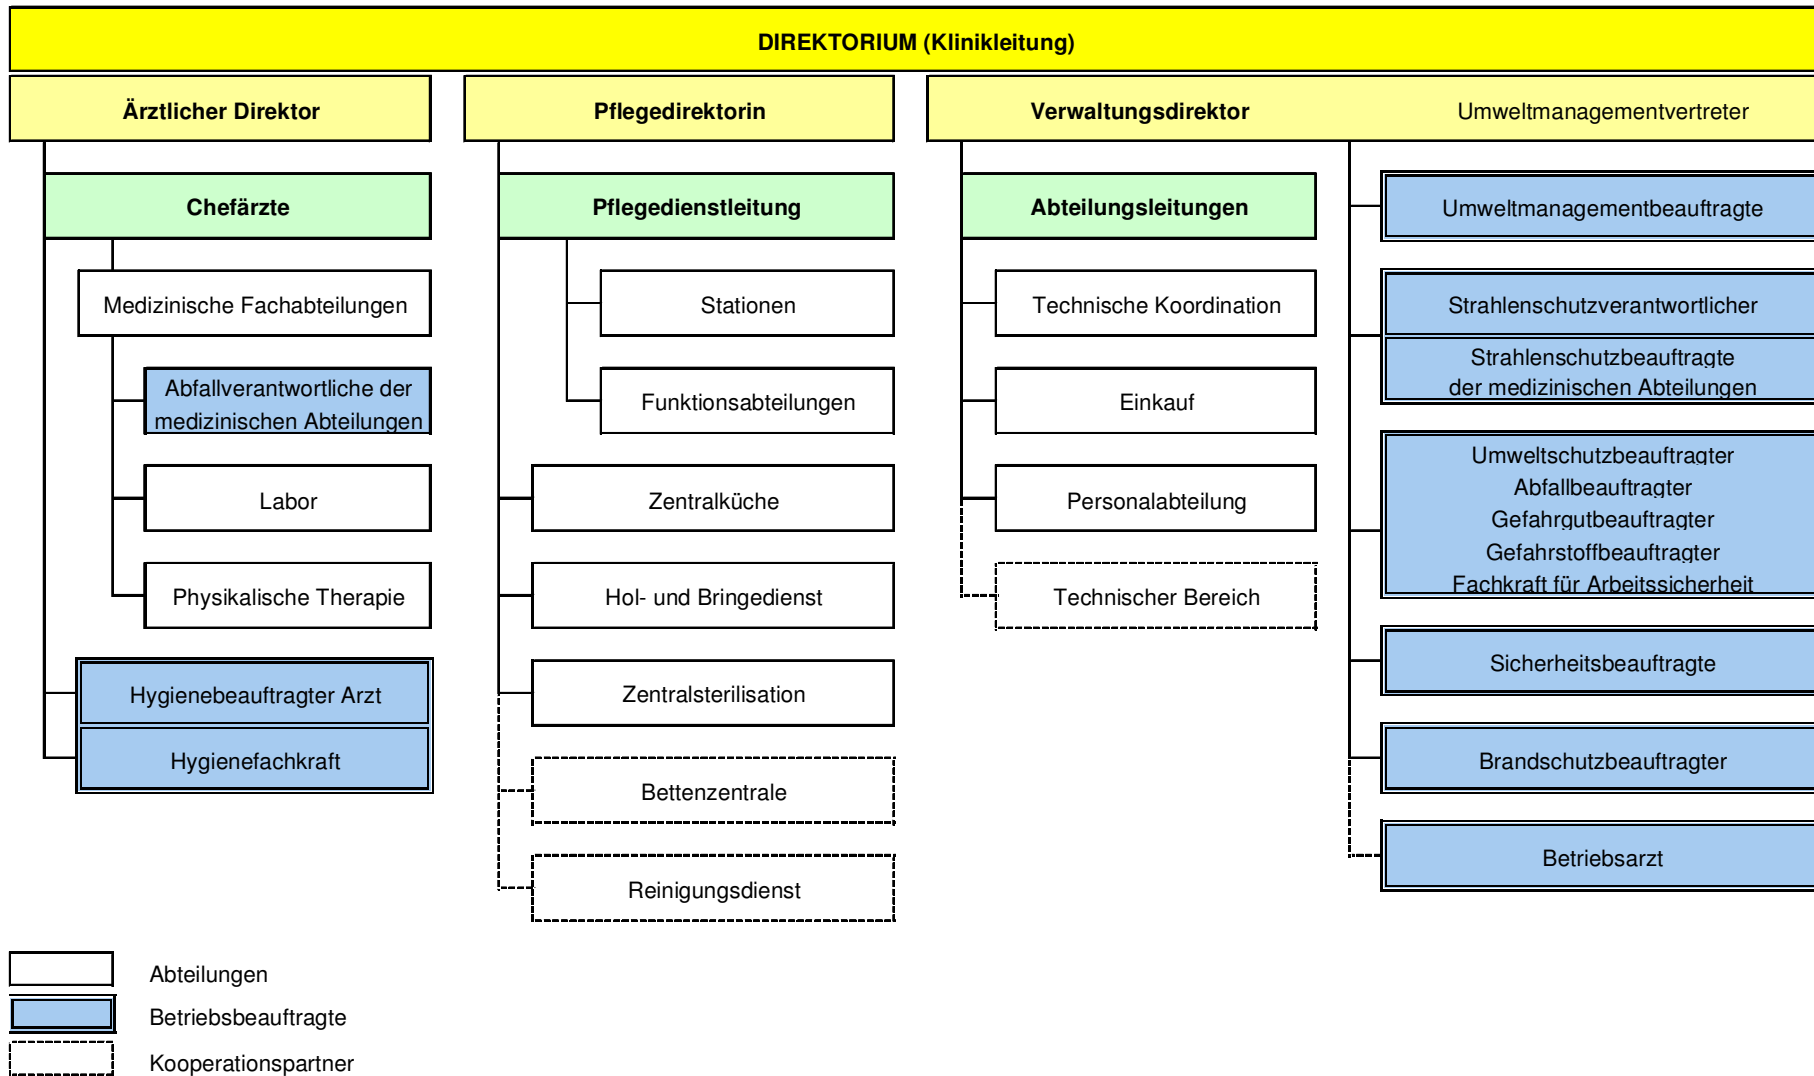 DIREKTORIUM (Klinikleitung)
Ärztlicher Direktor
Pflegedirektorin
Verwaltungsdirektor
Umweltmanagementvertreter
Chefärzte
Medizinische Fachabteilungen
Abfallverantwortliche der
medizinischen Abteilungen
Labor
Physikalische Therapie
Hygienebeauftragter Arzt
Hygienefachkraft
Pflegedienstleitung
Stationen
Funktionsabteilungen
Zentralküche
Hol- und Bringedienst
Zentralsterilisation
Bettenzentrale
Reinigungsdienst
Abteilungsleitungen
Technische Koordination
Einkauf
Personalabteilung
Technischer Bereich
Umweltmanagementbeauftragte
Strahlenschutzverantwortlicher
Strahlenschutzbeauftragte
der medizinischen Abteilungen
Umweltschutzbeauftragter
Abfallbeauftragter
Gefahrgutbeauftragter
Gefahrstoffbeauftragter
Fachkraft für Arbeitssicherheit
Sicherheitsbeauftragte
Brandschutzbeauftragter
Betriebsarzt
Abteilungen
Betriebsbeauftragte
Kooperationspartner